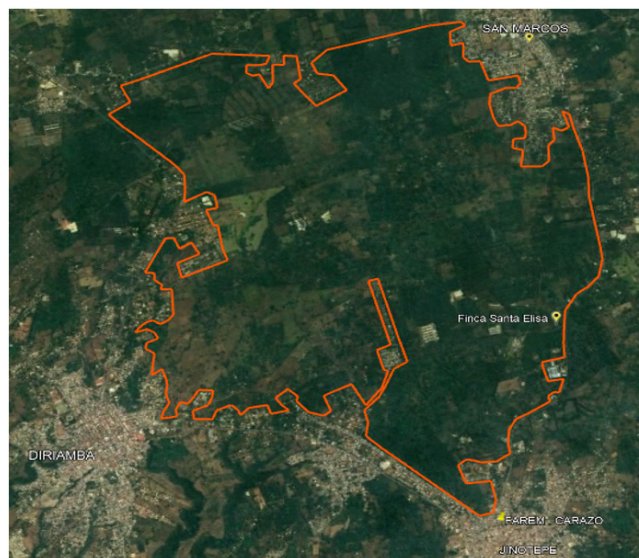 SAN MARCOS
Finca Santa Elisa
DIRIAMBA
FAREM - CARAZO
JINOTEPE